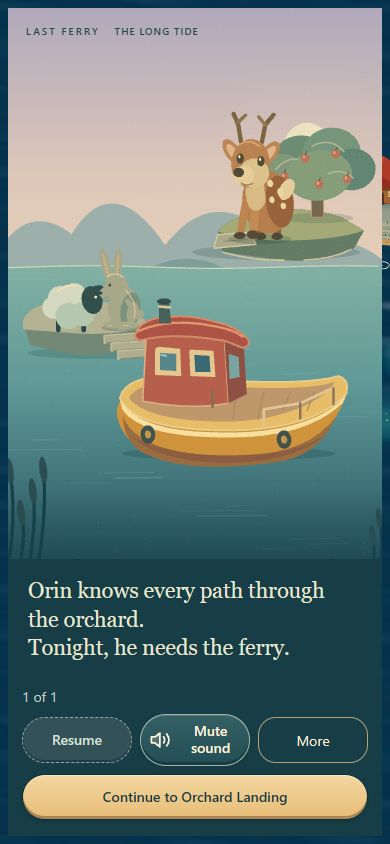 LAST FERRY THE LONG TIDE
Orin knows every path through
the orchard.
Tonight, he needs the ferry.
1 of 1
Resume
Mute
sound
More
Continue to Orchard Landing